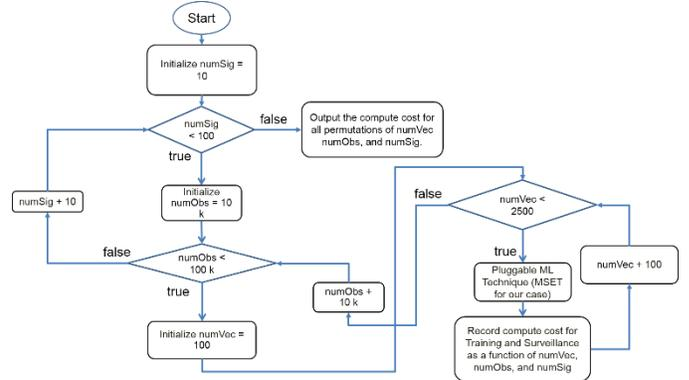 Start
Initialize numSig =
10
numSig
< 100
false
Output the compute cost for
all permutations of numVec
numObs, and numSig.
true
numSig + 10
Initialize
numObs = 10
k
false
numObs <
100 k
true
Initialize numVec =
100
numObs +
10 k
false
numVec <
2500
true
Pluggable ML
Technique (MSET
for our case)
numVec + 100
Record compute cost for
Training and Surveillance
as a function of numVec,
numObs, and numSig